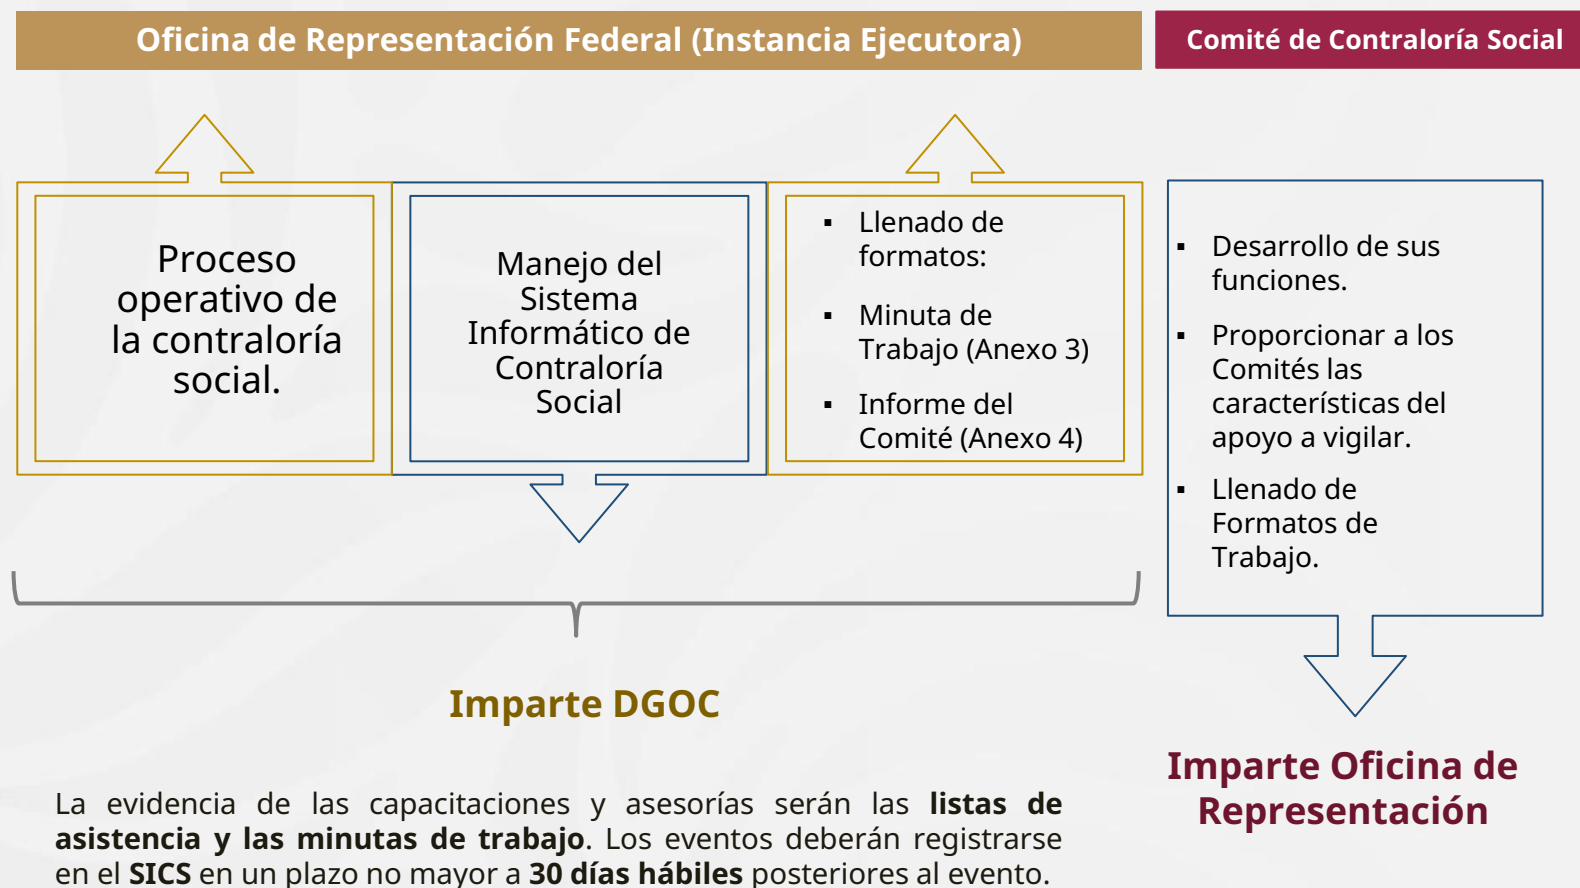 Oficina de Representación Federal (Instancia Ejecutora)
Comité de Contraloría Social
Proceso
operativo de
la contraloría
social.
Manejo del
Sistema
Informático de
Contraloría
Social
▪ Llenado de
formatos:
▪ Minuta de
Trabajo (Anexo 3)
▪ Informe del
Comité (Anexo 4)
▪ Desarrollo de sus
funciones.
▪ Proporcionar a los
Comités las
características del
apoyo a vigilar.
▪ Llenado de
Formatos de
Trabajo.
Imparte DGOC
Imparte Oficina de
Representación
La evidencia de las capacitaciones y asesorías serán las listas de
asistencia y las minutas de trabajo. Los eventos deberán registrarse
en el SICS en un plazo no mayor a 30 días hábiles posteriores al evento.